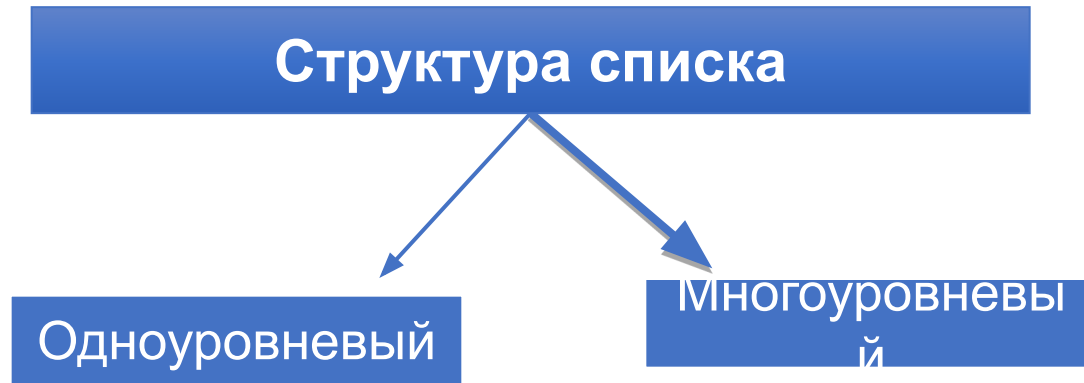 Структура списка
Одноуровневый
Многоуровневы
й